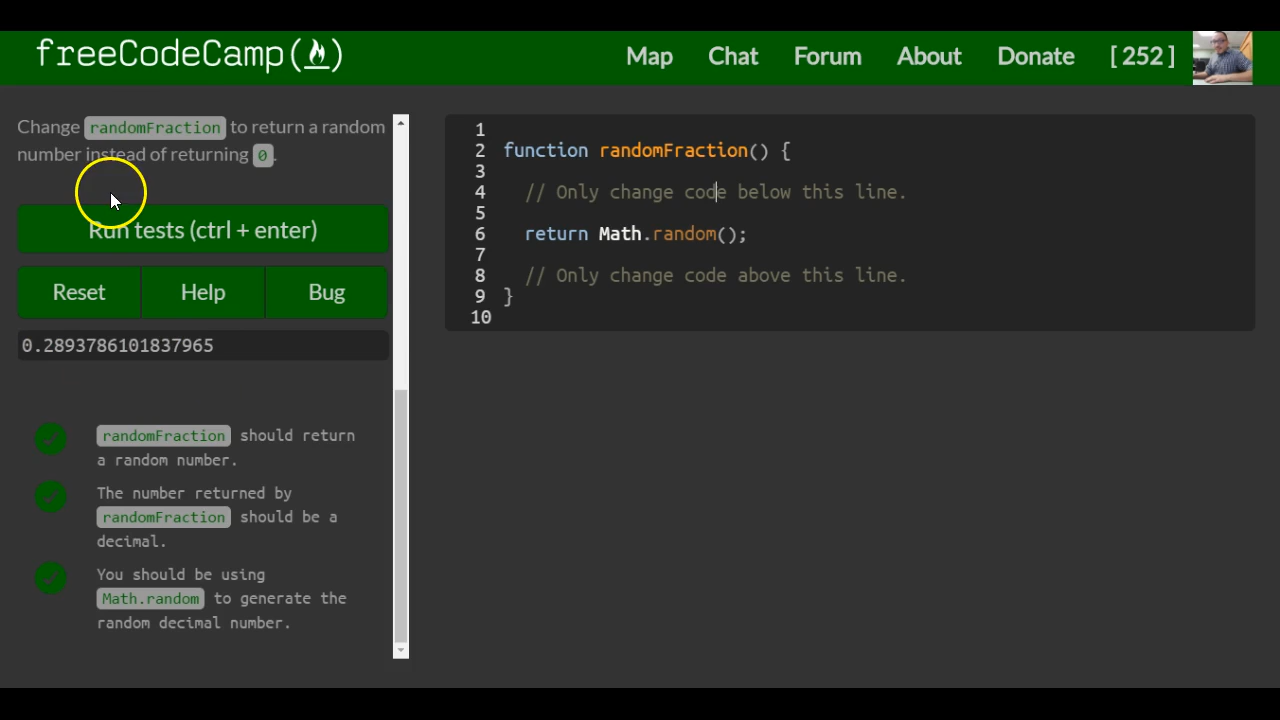 freeCodeCamp(🔥)
Map Chat Forum About Donate [ 252 ]
Change randomFraction to return a random
number instead of returning 0.
Run tests (ctrl + enter)
Reset Help Bug
0.2893786101837965
randomFraction should return
a random number.
The number returned by
randomFraction should be a
decimal.
You should be using
Math.random to generate the
random decimal number.
1
2 function randomFraction() {
3
4 // Only change code below this line.
5
6 return Math.random();
7
8 // Only change code above this line.
9 }
10